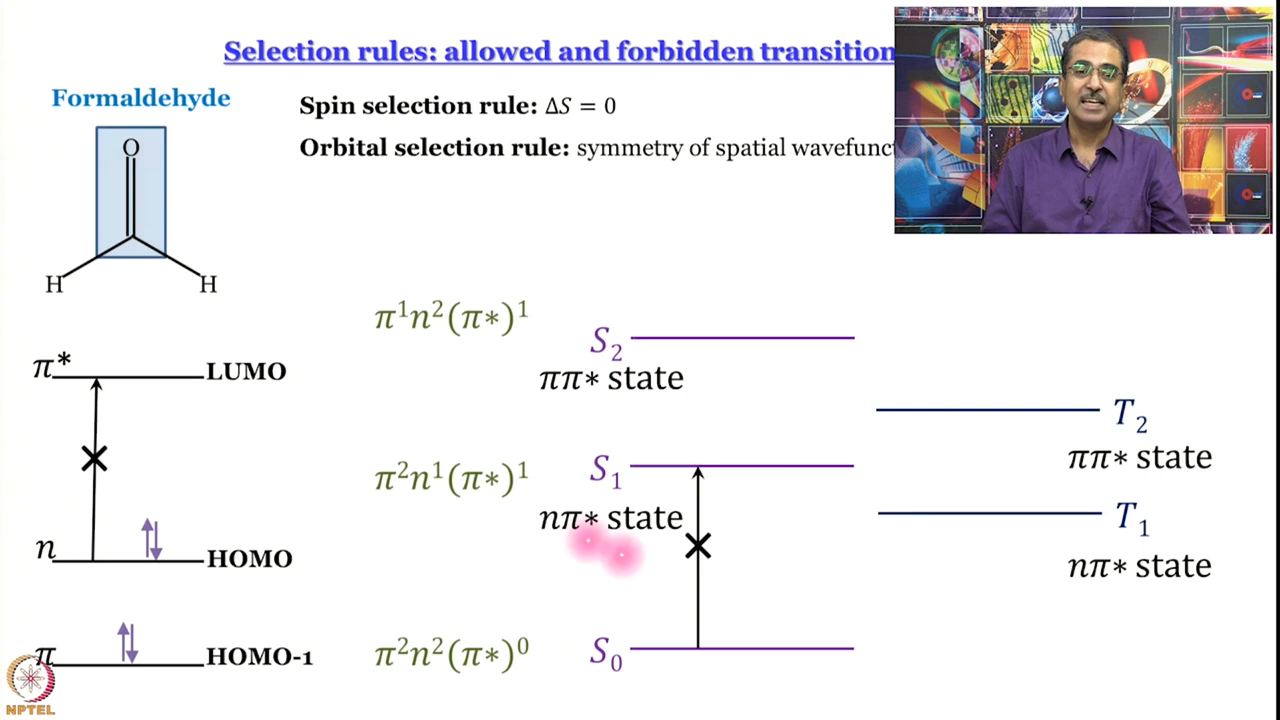 Selection rules: allowed and forbidden transition
Formaldehyde
Spin selection rule: ΔS = 0
Orbital selection rule: symmetry of spatial wavefunc
O
H
H
π¹n²(π*)¹
S₂
ππ* state
π*
LUMO
T₂
ππ* state
π²n¹(π*)¹
S₁
nπ* state
T₁
nπ* state
n
HOMO
π
HOMO-1
π²n²(π*)⁰
S₀
NPTEL